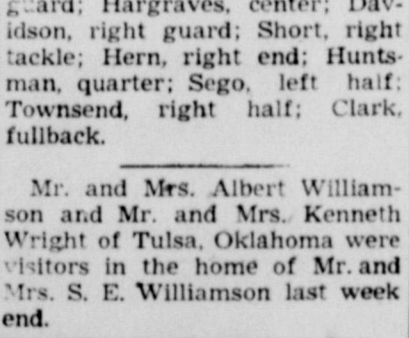 guard; Hargraves, center; Dav-
idson, right guard; Short, right
tackle; Hern, right end; Hunts-
man, quarter; Sego, left half;
Townsend, right half; Clark,
fullback.
Mr. and Mrs. Albert William-
son and Mr. and Mrs. Kenneth
Wright of Tulsa, Oklahoma were
visitors in the home of Mr. and
Mrs. S. E. Williamson last week
end.